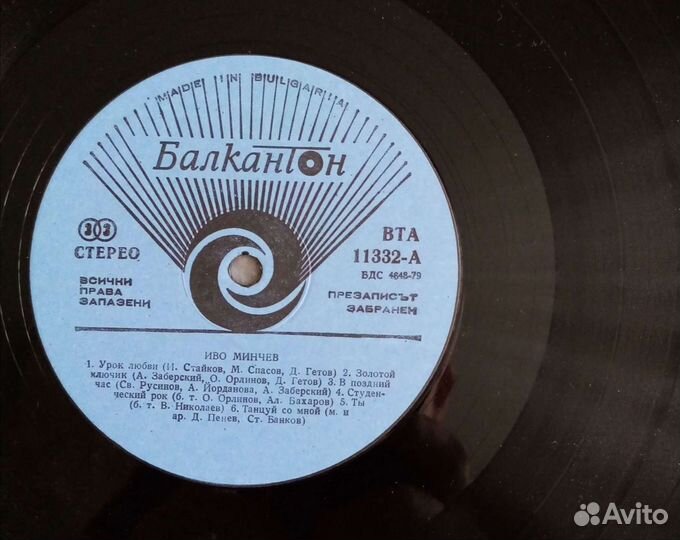 MADE IN BULGARIA
Балкантон
33
СТЕРЕО
ВТА
11332-А
БДС 4848-79
ВСИЧКИ
ПРАВА
ЗАПАЗЕНИ
ПРЕЗАПИСЪТ
ЗАБРАНЕН
ИВО МИНЧЕВ
1. Урок любви (И. Стайков, М. Спасов, Д. Гетов) 2. Золотой
ключик (А. Заберский, О. Орлинов, Д. Гетов) 3. В поздний
час (Св. Русинов, А. Йорданова, А. Заберский) 4. Студен-
ческий рок (б. т. О. Орлинов, Ал. Бахаров) 5. Ты
(б. т. В. Николаев) 6. Танцуй со мной (м. и
ар. Д. Пенев, Ст. Банков)
Avito